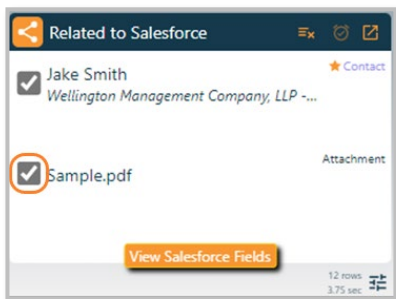 Related to Salesforce
Jake Smith
Contact
Wellington Management Company, LLP -...
Attachment
Sample.pdf
View Salesforce Fields
12 rows
3.75 sec